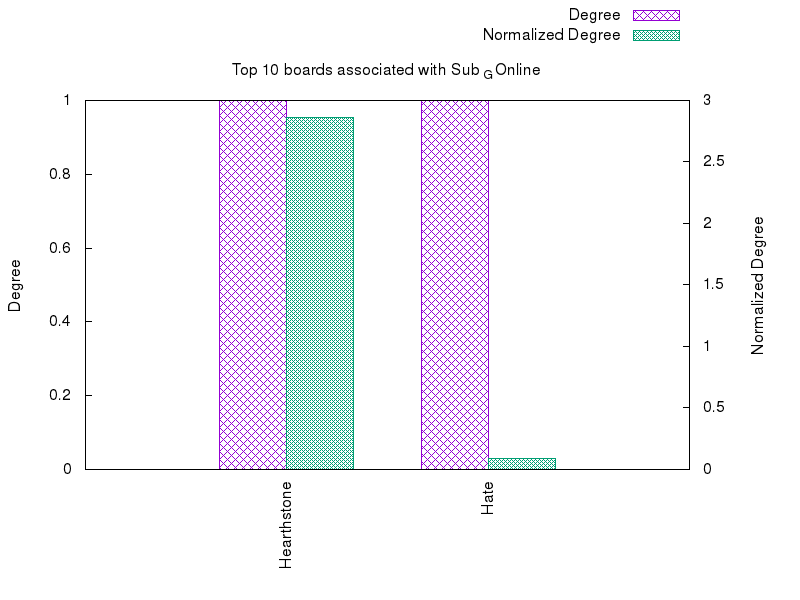 Degree
Normalized Degree
Top 10 boards associated with Sub G Online
1
0.8
0.6
0.4
0.2
0
3
2.5
2
1.5
1
0.5
0
Degree
Normalized Degree
Hearthstone
Hate